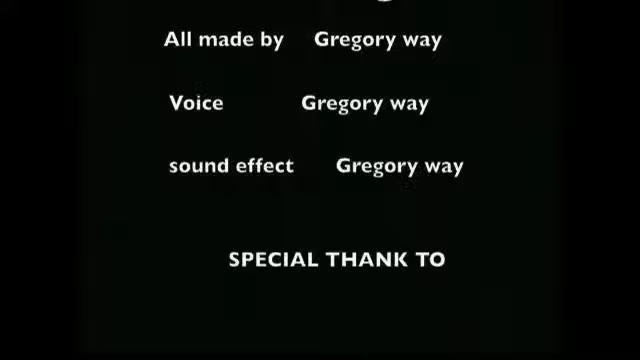 All made by Gregory way
Voice Gregory way
sound effect Gregory way
SPECIAL THANK TO